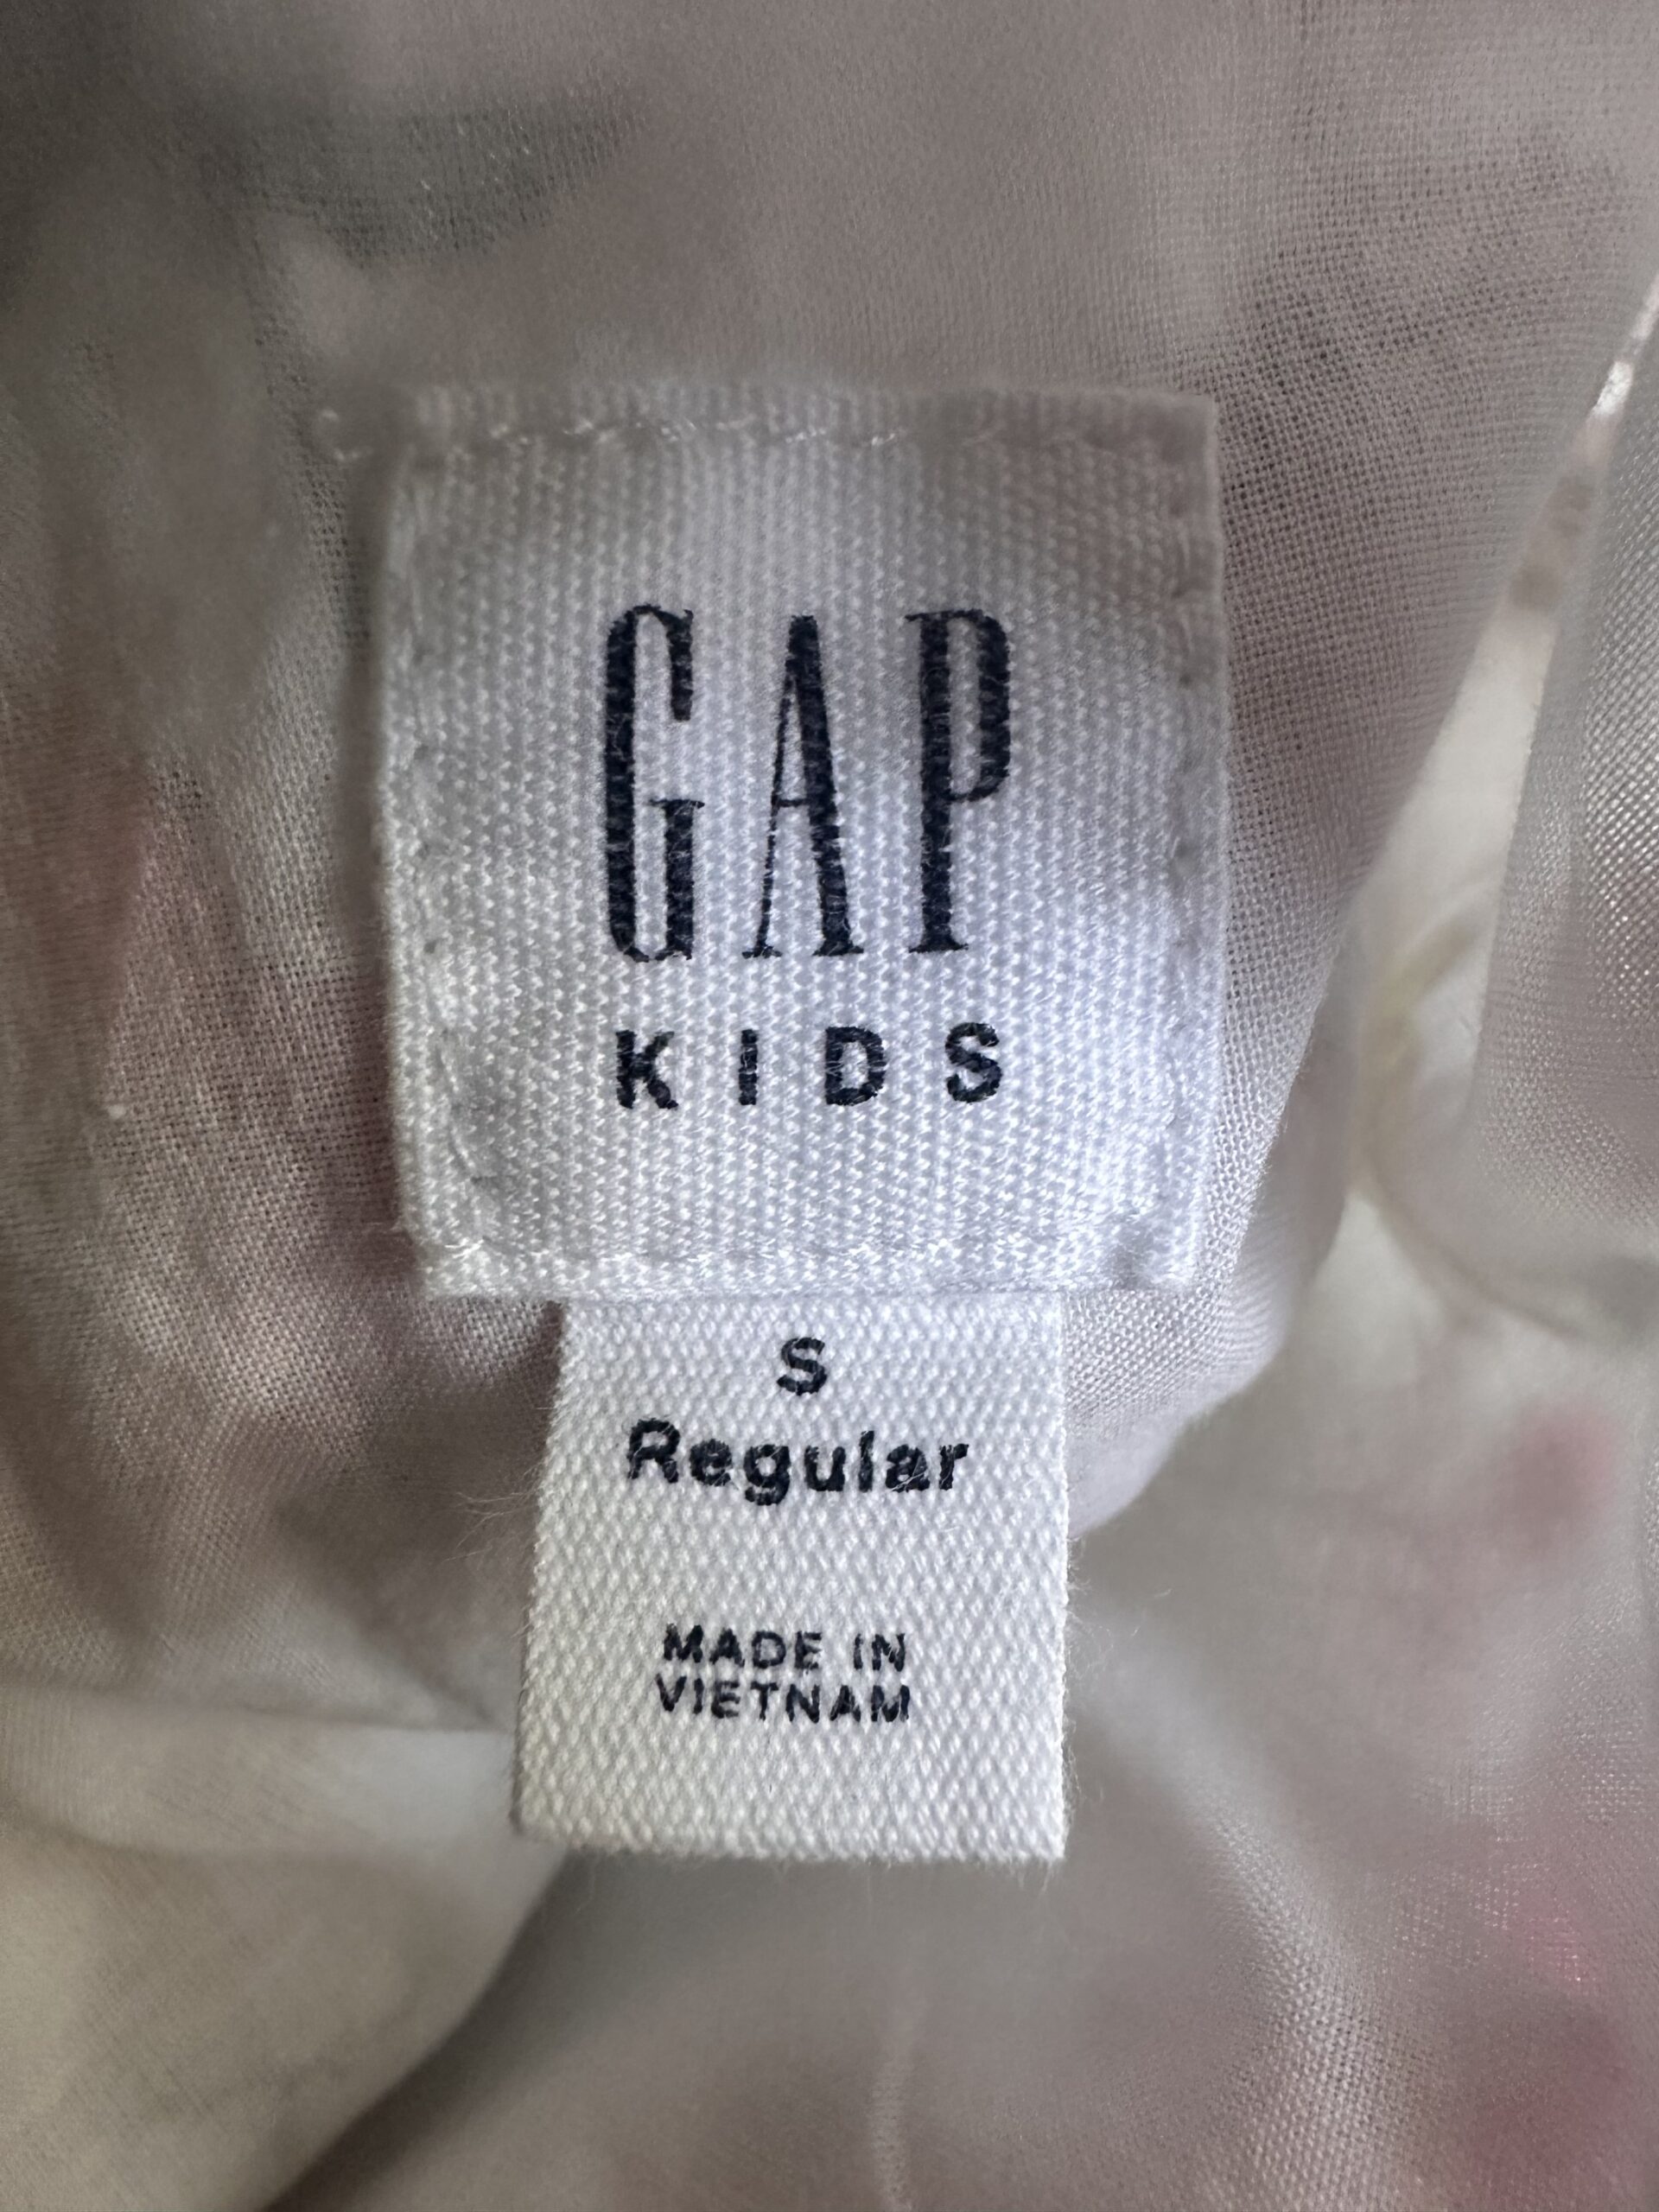 GAP
KIDS
S
Regular
MADE IN
VIETNAM